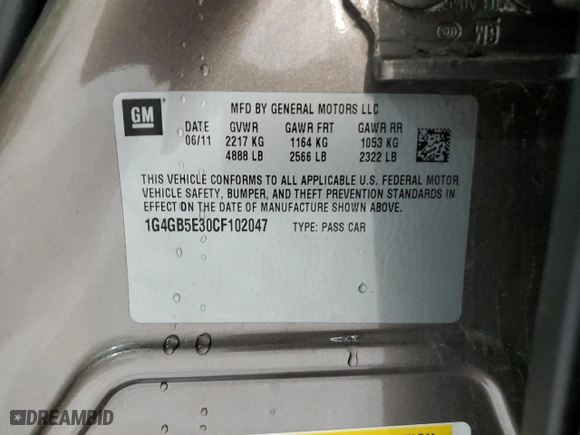 GM
MFD BY GENERAL MOTORS LLC
DATE GVWR GAWR FRT GAWR RR
06/11 2217 KG 1164 KG 1053 KG
4888 LB 2566 LB 2322 LB
THIS VEHICLE CONFORMS TO ALL APPLICABLE U.S. FEDERAL MOTOR
VEHICLE SAFETY, BUMPER, AND THEFT PREVENTION STANDARDS
IN EFFECT ON THE DATE OF MANUFACTURE SHOWN ABOVE.
1G4GB5E30CF102047 TYPE: PASS CAR
GM
DREAMBID